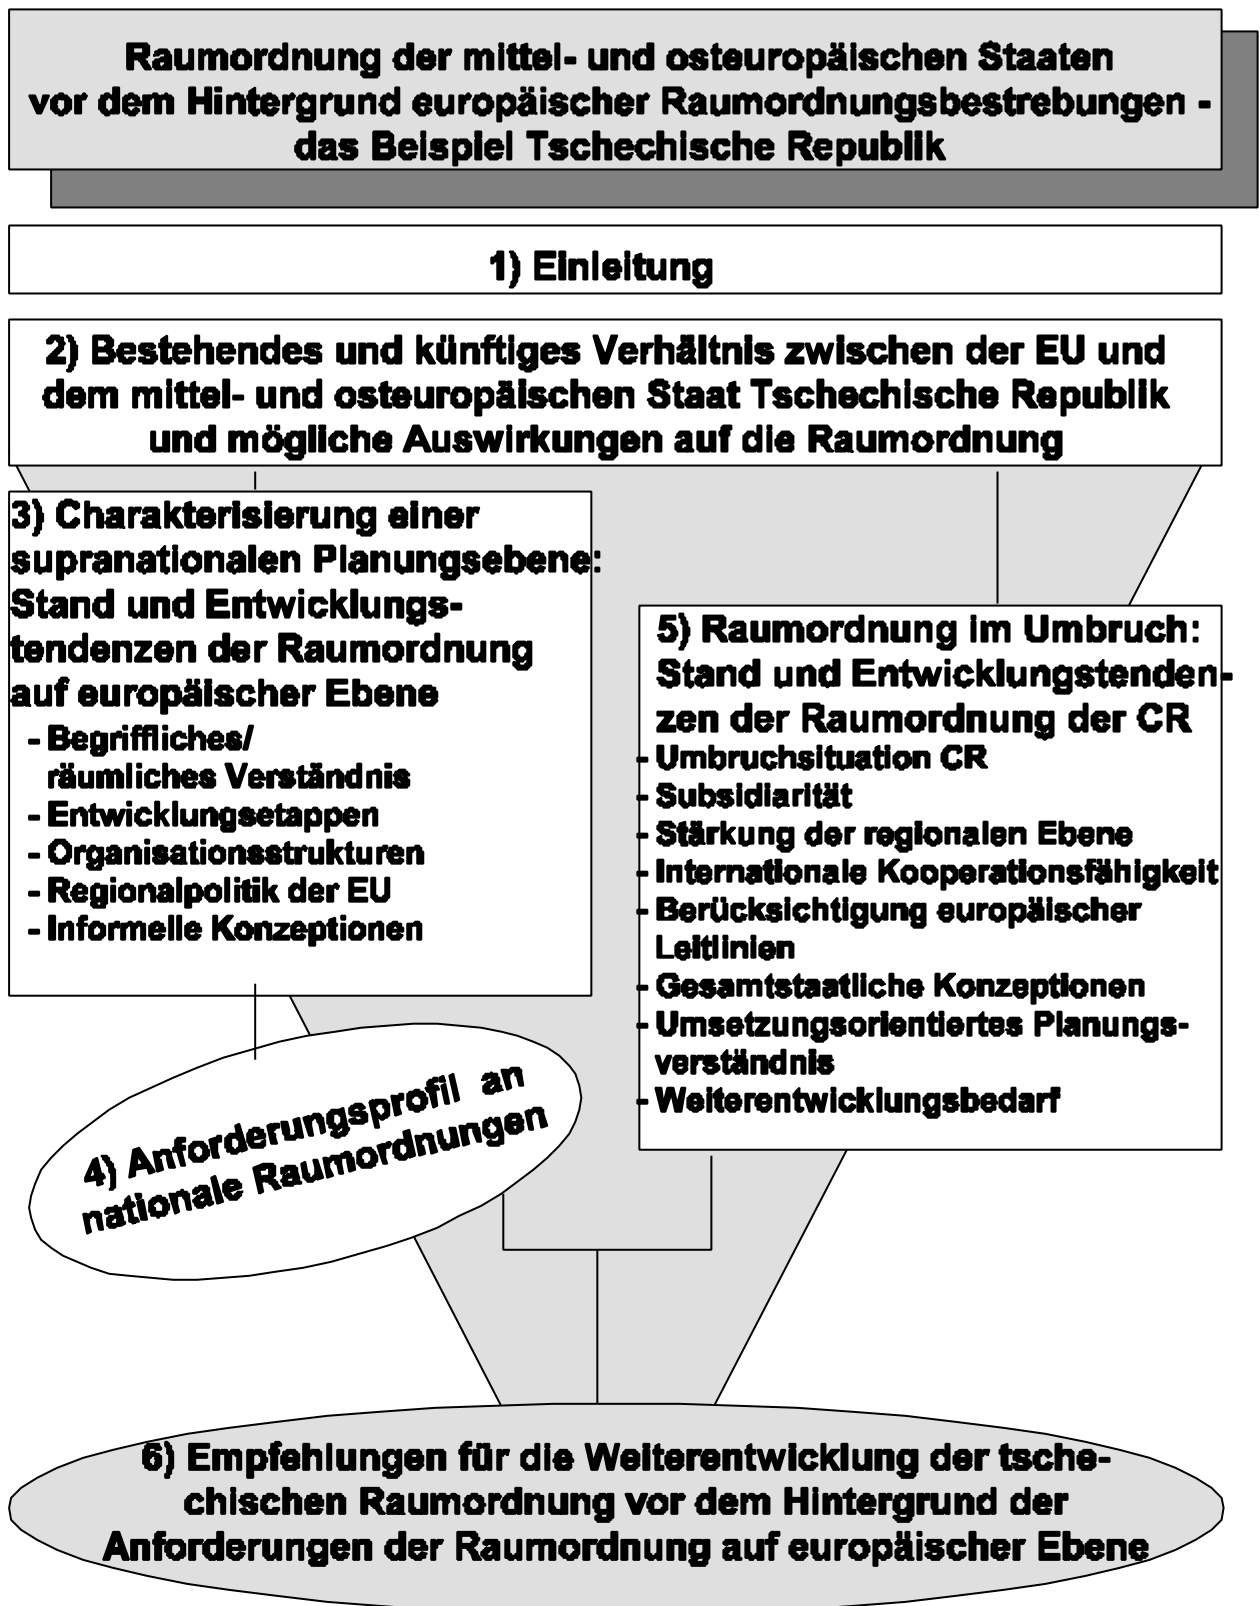 Raumordnung der mittel- und osteuropäischen Staaten
vor dem Hintergrund europäischer Raumordnungsbestrebungen -
das Beispiel Tschechische Republik
1) Einleitung
2) Bestehendes und künftiges Verhältnis zwischen der EU und
dem mittel- und osteuropäischen Staat Tschechische Republik
und mögliche Auswirkungen auf die Raumordnung
3) Charakterisierung einer
supranationalen Planungsebene:
Stand und Entwicklungs-
tendenzen der Raumordnung
auf europäischer Ebene
- Begriffliches/
räumliches Verständnis
- Entwicklungsetappen
- Organisationsstrukturen
- Regionalpolitik der EU
- Informelle Konzeptionen
4) Anforderungsprofil an
nationale Raumordnungen
5) Raumordnung im Umbruch:
Stand und Entwicklungstenden-
zen der Raumordnung der CR
- Umbruchsituation CR
- Subsidiarität
- Stärkung der regionalen Ebene
- Internationale Kooperationsfähigkeit
- Berücksichtigung europäischer
Leitlinien
- Gesamtstaatliche Konzeptionen
- Umsetzungsorientiertes Planungs-
verständnis
- Weiterentwicklungsbedarf
6) Empfehlungen für die Weiterentwicklung der tsche-
chischen Raumordnung vor dem Hintergrund der
Anforderungen der Raumordnung auf europäischer Ebene